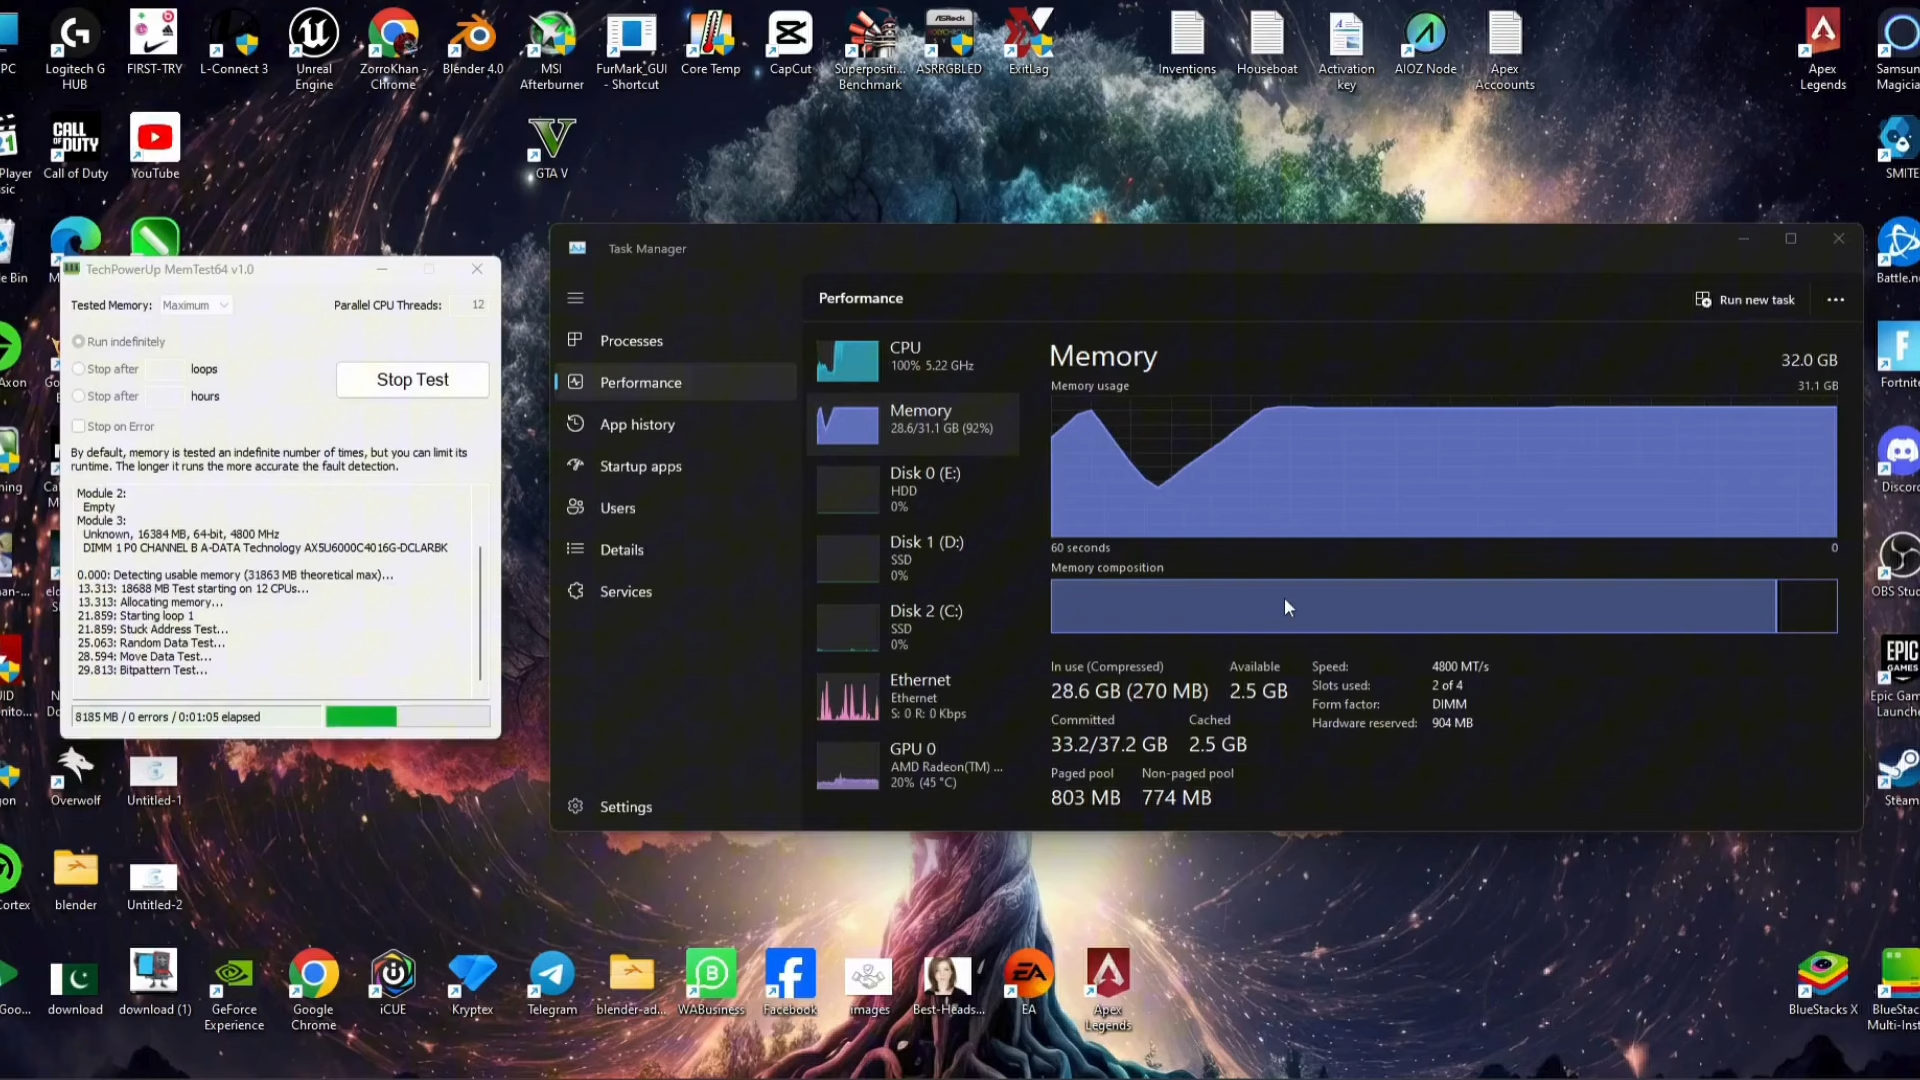 PC
Logitech G
HUB
FIRST-TRY
L-Connect 3
Unreal
Engine
ZorroKhan -
Chrome
Blender 4.0
MSI
Afterburner
FurMark_GUI
- Shortcut
Core Temp
CapCut
Superpositi...
Benchmark
ASRock
ASRRGBLED
ExitLag
Inventions
Houseboat
Activation
key
AIOZ Node
Apex
Accoounts
Apex
Legends
Samsun
Magicia
CALL
OF DUTY
Player
Call of Duty
YouTube
GTA V
SMITE
Battle.n
Fortnite
Discord
OBS Stud
EPIC
GAMES
Epic Gam
Launche
Steam
TechPowerUp MemTest64 v1.0
Tested Memory:
Maximum
Parallel CPU Threads:
12
Run indefinitely
Stop after
loops
Stop after
hours
Stop Test
Stop on Error
By default, memory is tested an indefinite number of times, but you can limit its
runtime. The longer it runs the more accurate the fault detection.
Module 2:
Empty
Module 3:
Unknown, 16384 MB, 64-bit, 4800 MHz
DIMM 1 P0 CHANNEL B A-DATA Technology AX5U6000C4016G-DCLARBK
0.000: Detecting usable memory (31863 MB theoretical max)...
13.313: 18688 MB Test starting on 12 CPUs...
13.313: Allocating memory...
21.859: Starting loop 1
21.859: Stuck Address Test...
25.063: Random Data Test...
28.594: Move Data Test...
29.813: Bitpattern Test...
8185 MB / 0 errors / 0:01:05 elapsed
Task Manager
Performance
Run new task
Processes
Performance
App history
Startup apps
Users
Details
Services
Settings
CPU
100% 5.22 GHz
Memory
28.6/31.1 GB (92%)
Disk 0 (E:)
HDD
0%
Disk 1 (D:)
SSD
0%
Disk 2 (C:)
SSD
0%
Ethernet
Ethernet
S: 0 R: 0 Kbps
GPU 0
AMD Radeon(TM) ...
20% (45 °C)
Memory
32.0 GB
Memory usage
31.1 GB
60 seconds
0
Memory composition
In use (Compressed)
28.6 GB (270 MB)
Available
2.5 GB
Committed
33.2/37.2 GB
Cached
2.5 GB
Paged pool
803 MB
Non-paged pool
774 MB
Speed:
4800 MT/s
Slots used:
2 of 4
Form factor:
DIMM
Hardware reserved:
904 MB
Overwolf
Untitled-1
blender
Untitled-2
download
download (1)
GeForce
Experience
Google
Chrome
iCUE
Kryptex
Telegram
blender-ad...
WABusiness
Facebook
images
Best-Heads...
EA
EA
Apex
Legends
BlueStacks X
BlueStac
Multi-Inst